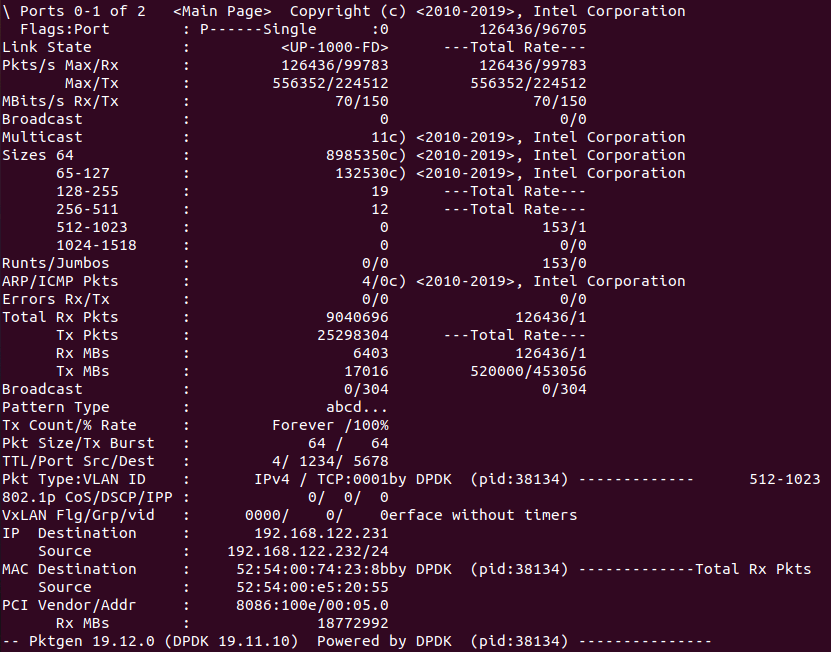 \ Ports 0-1 of 2   <Main Page>  Copyright (c) <2010-2019>, Intel Corporation
  Flags:Port        : P------Single      :0          126436/96705
Link State          :          <UP-1000-FD>      ---Total Rate---
Pkts/s Max/Rx       :          126436/99783          126436/99783
       Max/Tx       :         556352/224512         556352/224512
MBits/s Rx/Tx       :                70/150                70/150
Broadcast           :                     0                   0/0
Multicast           :                    11c) <2010-2019>, Intel Corporation
Sizes 64            :               8985350c) <2010-2019>, Intel Corporation
      65-127        :                132530c) <2010-2019>, Intel Corporation
      128-255       :                    19      ---Total Rate---
      256-511       :                    12      ---Total Rate---
      512-1023      :                     0                 153/1
      1024-1518     :                     0                   0/0
Runts/Jumbos        :                   0/0                 153/0
ARP/ICMP Pkts       :                   4/0c) <2010-2019>, Intel Corporation
Errors Rx/Tx        :                   0/0                   0/0
Total Rx Pkts       :               9040696              126436/1
      Tx Pkts       :              25298304      ---Total Rate---
      Rx MBs        :                  6403              126436/1
      Tx MBs        :                 17016         520000/453056
Broadcast           :                 0/304                 0/304
Pattern Type        :               abcd...
Tx Count/% Rate     :         Forever /100%
Pkt Size/Tx Burst   :             64 /   64
TTL/Port Src/Dest   :         4/ 1234/ 5678
Pkt Type:VLAN ID    :       IPv4 / TCP:0001by DPDK  (pid:38134) -------------      512-1023
802.1p CoS/DSCP/IPP :             0/  0/  0
VxLAN Flg/Grp/vid   :      0000/    0/    0erface without timers
IP  Destination     :       192.168.122.231
    Source          :    192.168.122.232/24
MAC Destination     :     52:54:00:74:23:8bby DPDK  (pid:38134) -------------Total Rx Pkts
    Source          :     52:54:00:e5:20:55
PCI Vendor/Addr     :     8086:100e/00:05.0
      Rx MBs        :              18772992
-- Pktgen 19.12.0 (DPDK 19.11.10)  Powered by DPDK  (pid:38134) ---------------